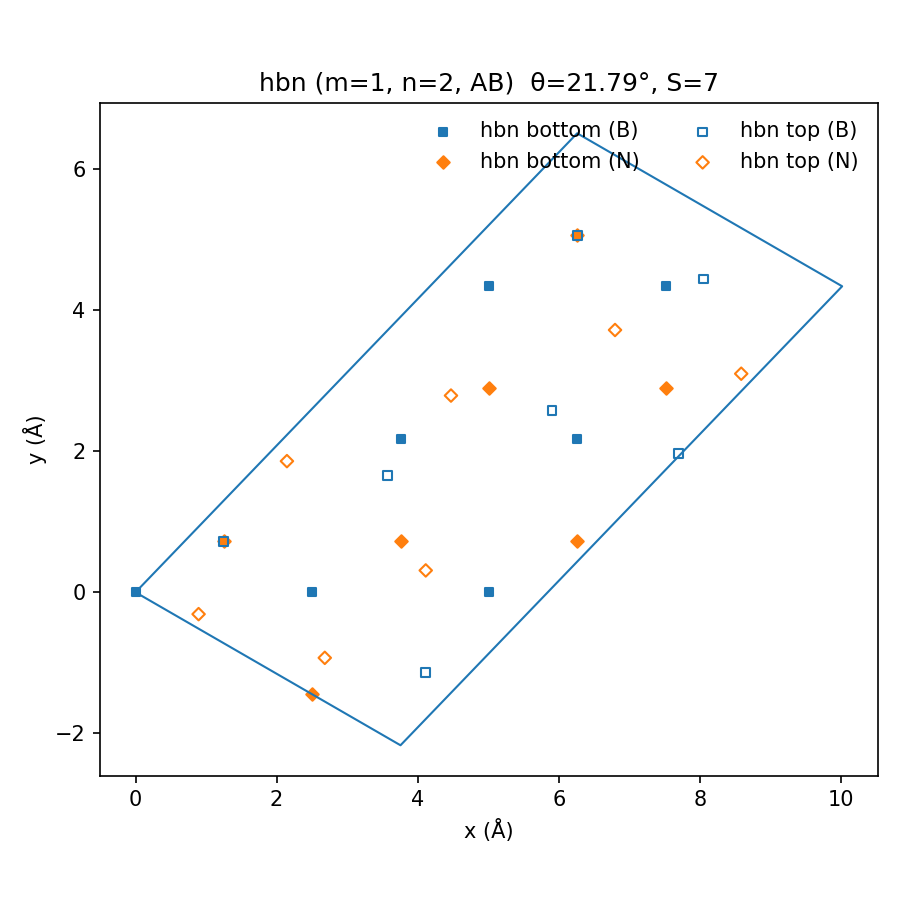 hbn (m=1, n=2, AB)  θ=21.79°, S=7
hbn bottom (B)
hbn bottom (N)
hbn top (B)
hbn top (N)
6
4
2
0
−2
y (Å)
0 2 4 6 8 10
x (Å)